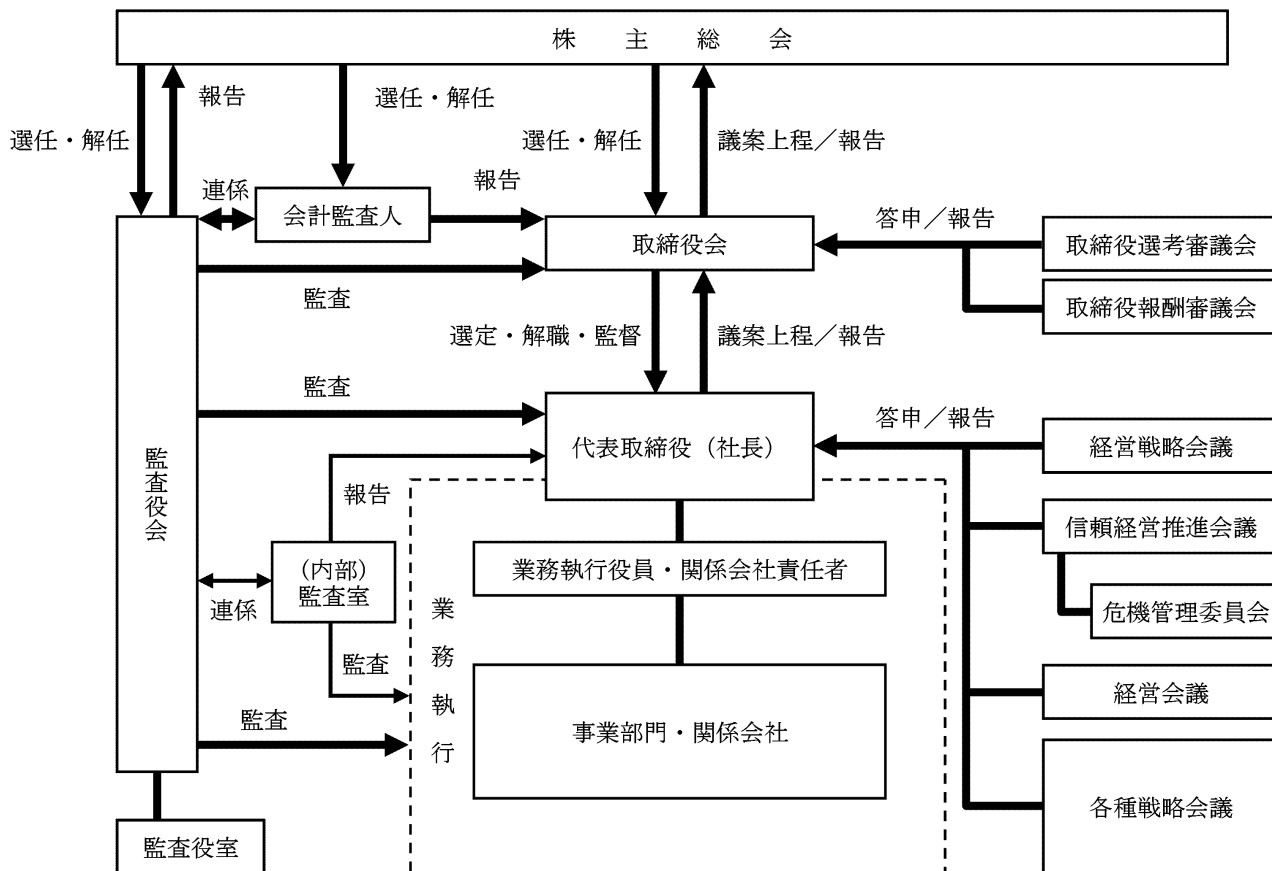 株主総会
報告
選任・解任
選任・解任
選任・解任
議案上程／報告
連係
会計監査人
報告
取締役会
答申／報告
取締役選考審議会
監査
取締役報酬審議会
選定・解職・監督
議案上程／報告
監査
代表取締役（社長）
答申／報告
経営戦略会議
監査役会
報告
信頼経営推進会議
（内部）
監査室
連係
業務執行役員・関係会社責任者
危機管理委員会
業務執行
監査
経営会議
監査
事業部門・関係会社
各種戦略会議
監査役室